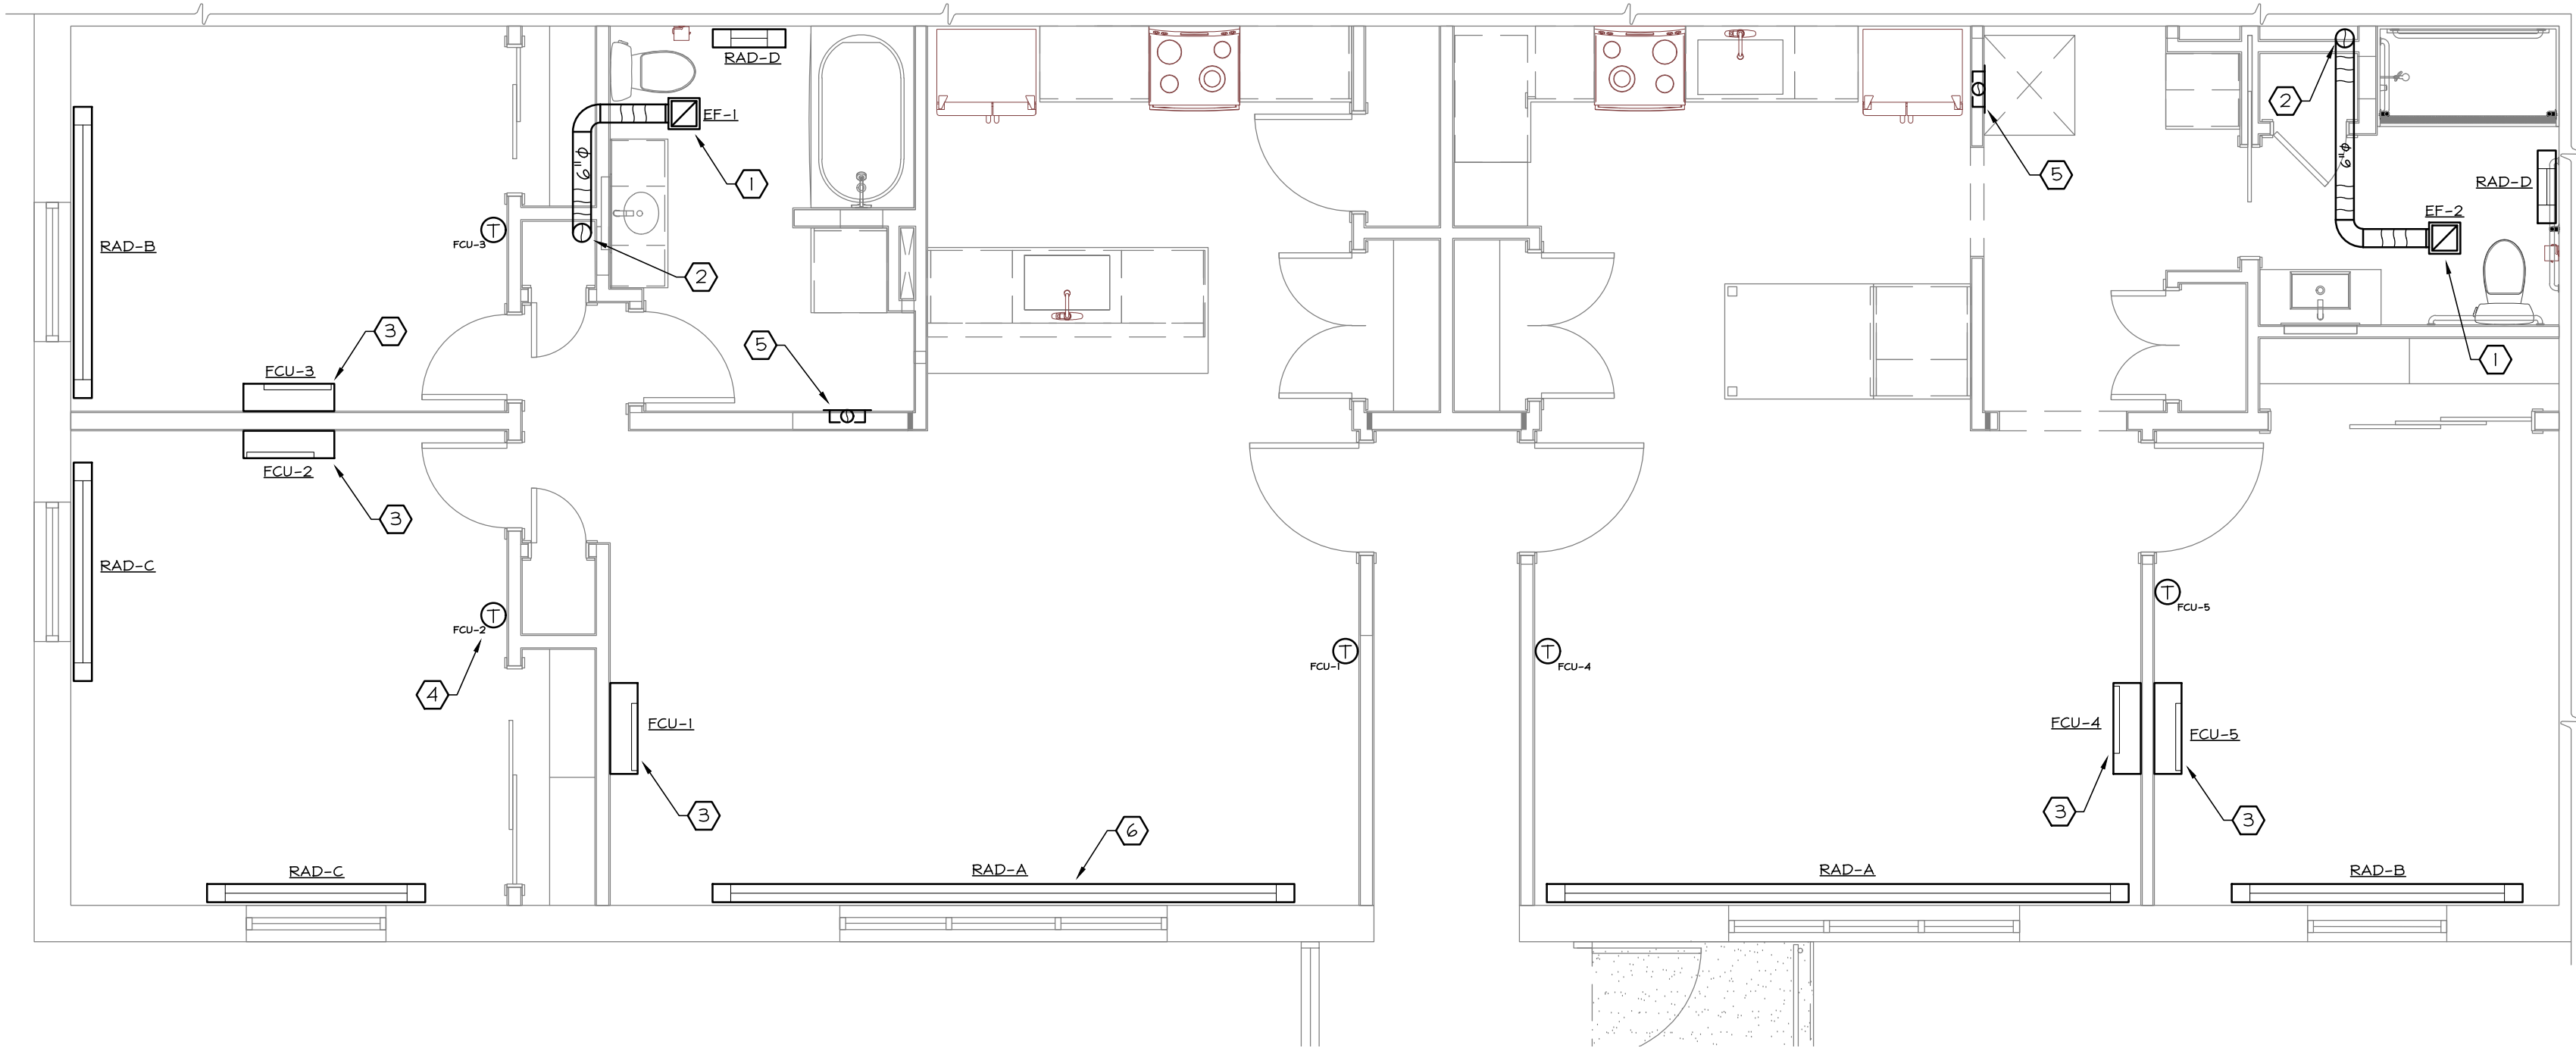 RAD-D
EF-1
6"ϕ
1
2
RAD-B
T
FCU-3
3
FCU-3
5
FCU-2
3
RAD-C
T
FCU-2
4
FCU-1
3
RAD-C
T
FCU-1
6
RAD-A
5
2
6"ϕ
RAD-D
EF-2
1
T
FCU-5
T
FCU-4
FCU-4
FCU-5
3
3
RAD-A
RAD-B